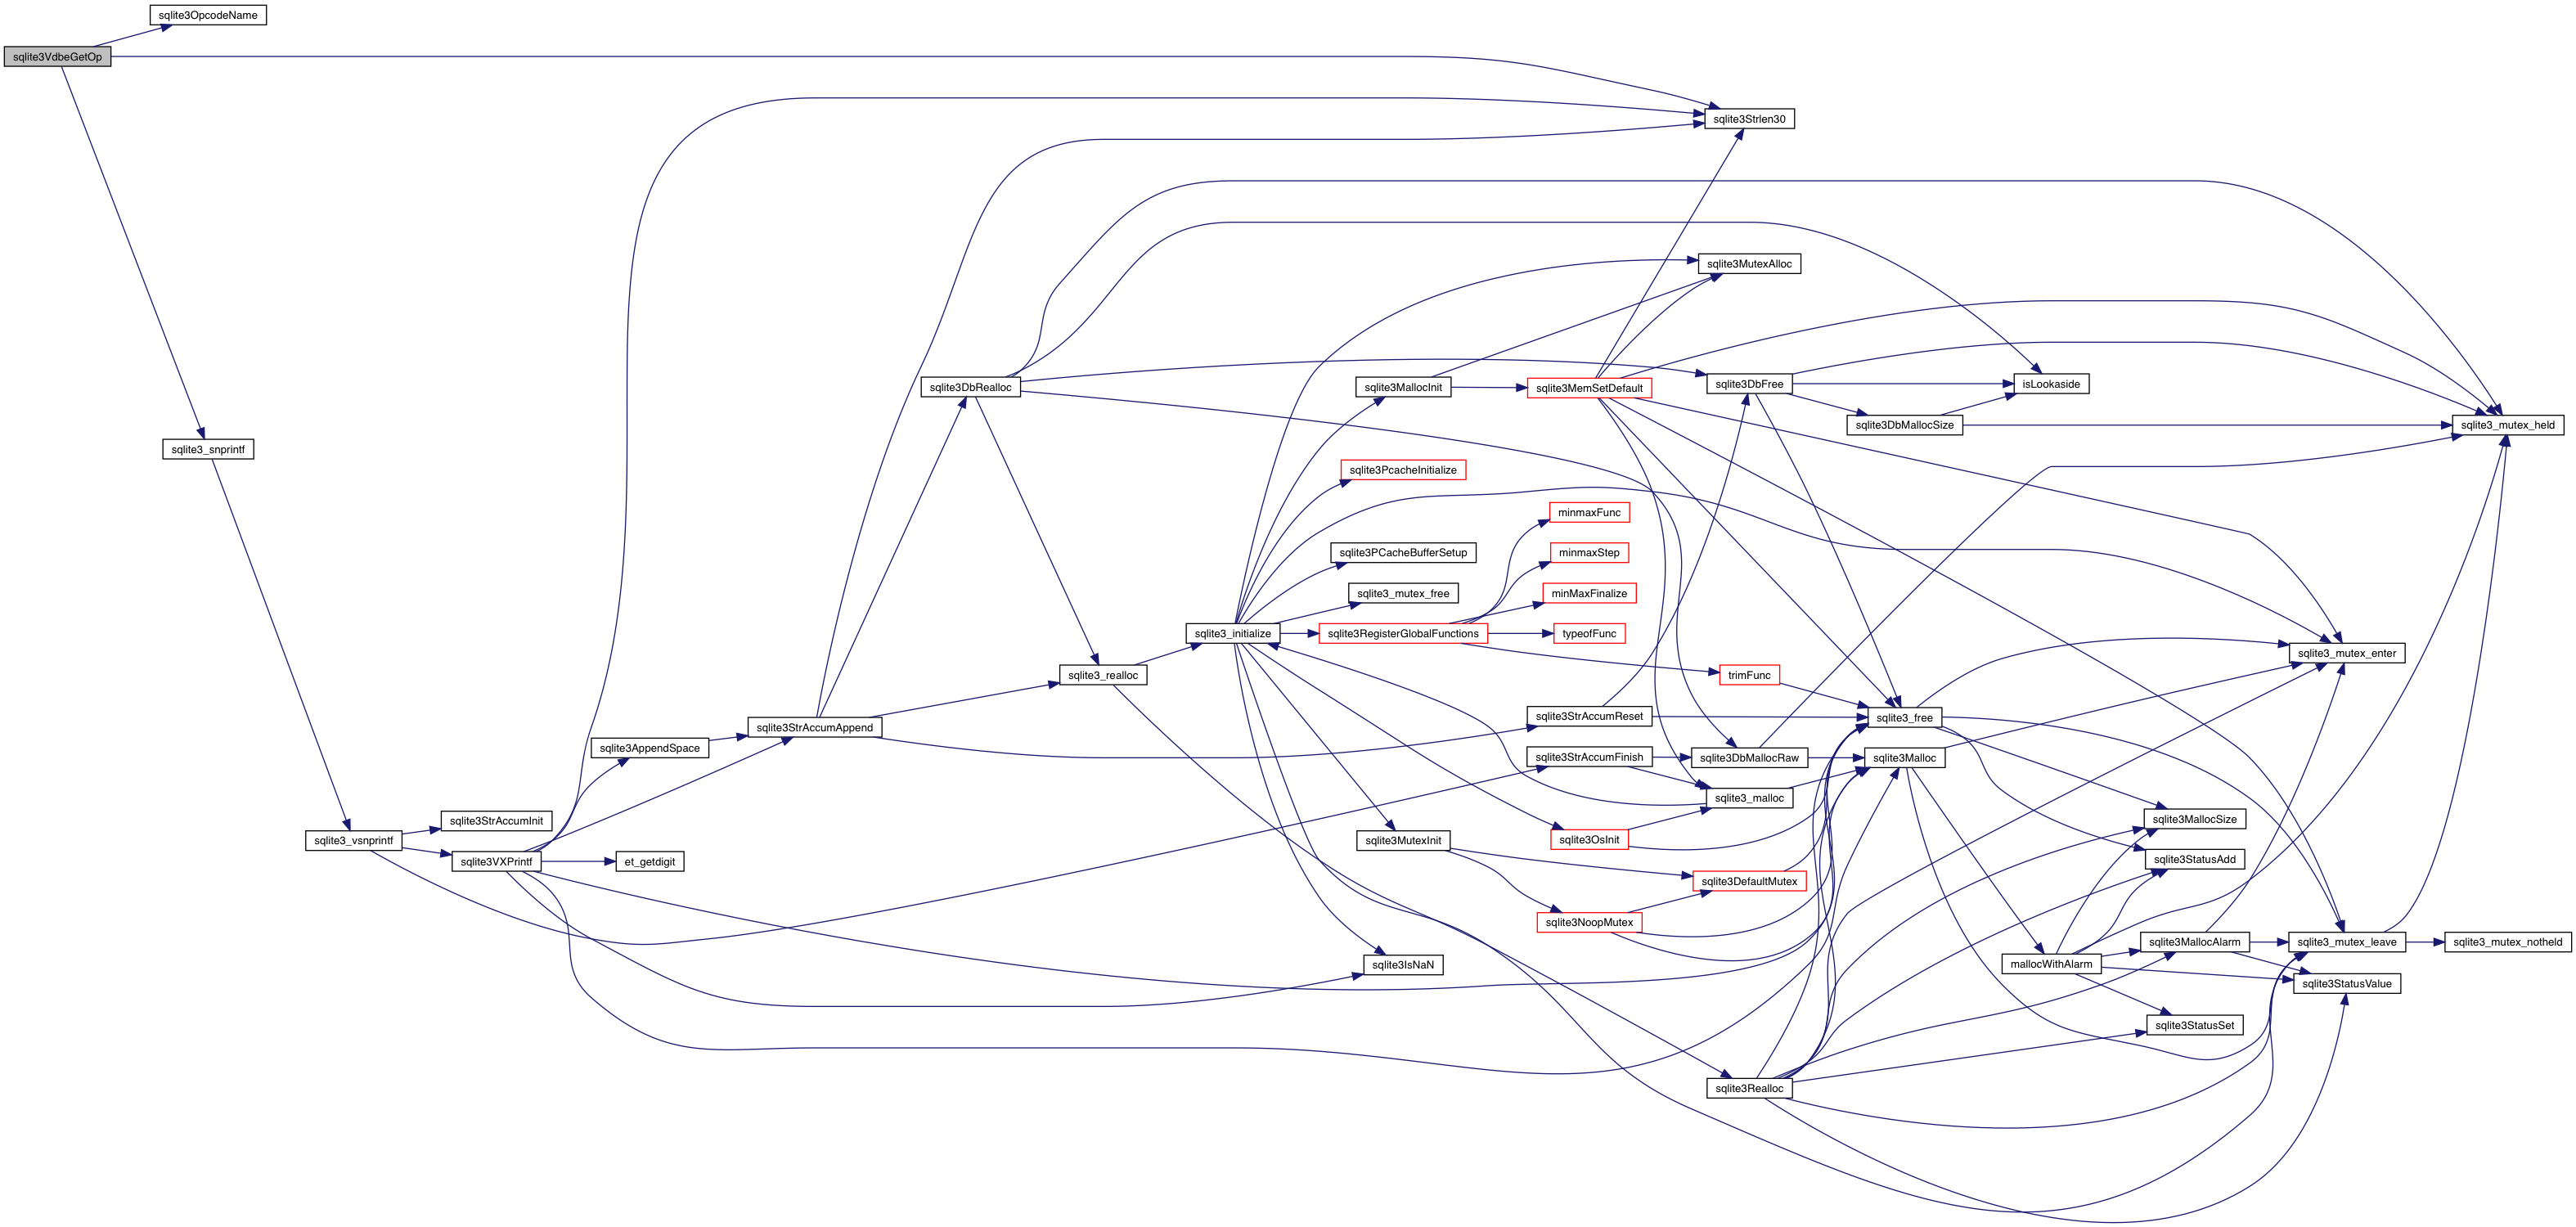 sqlite3OpcodeName
sqlite3VdbeGetOp
sqlite3Strlen30
sqlite3MutexAlloc
sqlite3DbRealloc
sqlite3MallocInit
sqlite3MemSetDefault
sqlite3DbFree
isLookaside
sqlite3DbMallocSize
sqlite3_mutex_held
sqlite3_snprintf
sqlite3PcacheInitialize
minmaxFunc
sqlite3PCacheBufferSetup
minmaxStep
sqlite3_mutex_free
minMaxFinalize
sqlite3_initialize
sqlite3RegisterGlobalFunctions
typeofFunc
sqlite3_mutex_enter
sqlite3_realloc
trimFunc
sqlite3StrAccumAppend
sqlite3StrAccumReset
sqlite3_free
sqlite3AppendSpace
sqlite3StrAccumFinish
sqlite3DbMallocRaw
sqlite3Malloc
sqlite3_malloc
sqlite3StrAccumInit
sqlite3MallocSize
sqlite3_vsnprintf
sqlite3MutexInit
sqlite3OsInit
sqlite3VXPrintf
et_getdigit
sqlite3StatusAdd
sqlite3DefaultMutex
sqlite3NoopMutex
sqlite3MallocAlarm
sqlite3_mutex_leave
sqlite3_mutex_notheld
sqlite3IsNaN
mallocWithAlarm
sqlite3StatusValue
sqlite3StatusSet
sqlite3Realloc